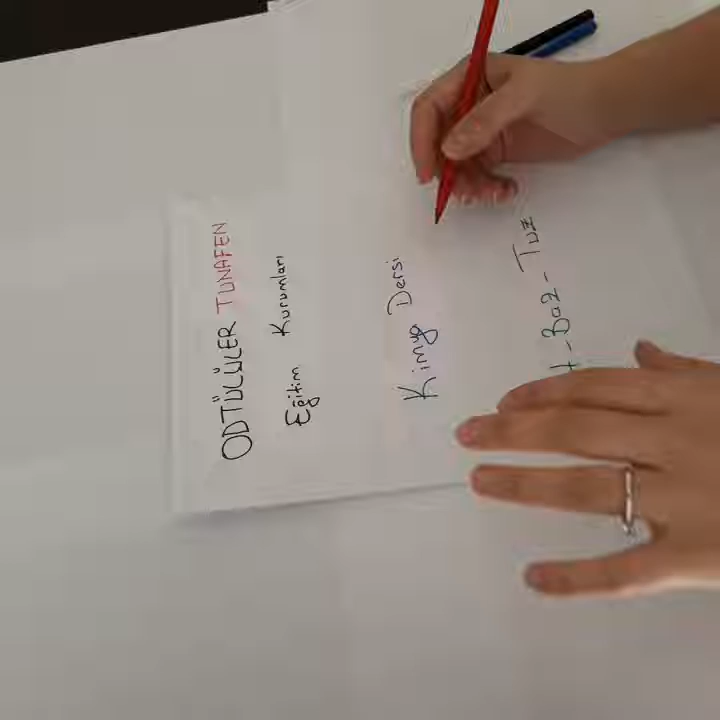 ODTÜLÜLER TUNAFEN
Eğitim Kurumları
Kimya Dersi
-Baz-Tuz